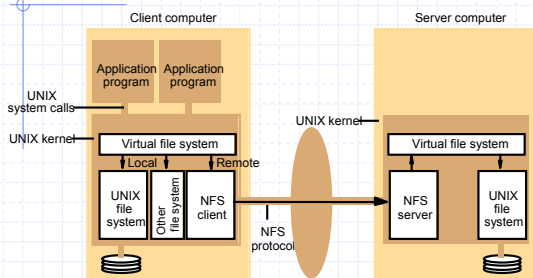 Client computer
Server computer
Application
program
Application
program
UNIX
system calls
UNIX kernel
UNIX kernel
Virtual file system
Virtual file system
Local
Remote
UNIX
file
system
Other
file system
NFS
client
NFS
server
UNIX
file
system
NFS
protocol